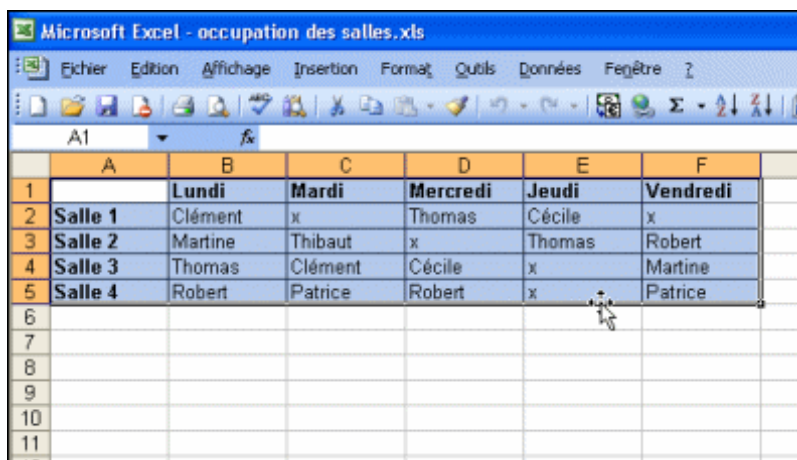 Microsoft Excel - occupation des salles.xls
Fichier Edition Affichage Insertion Format Outils Données Fenêtre ?
A1 fx
A B C D E F
1 Lundi Mardi Mercredi Jeudi Vendredi
2 Salle 1 Clément x Thomas Cécile x
3 Salle 2 Martine Thibaut x Thomas Robert
4 Salle 3 Thomas Clément Cécile x Martine
5 Salle 4 Robert Patrice Robert x Patrice
6
7
8
9
10
11